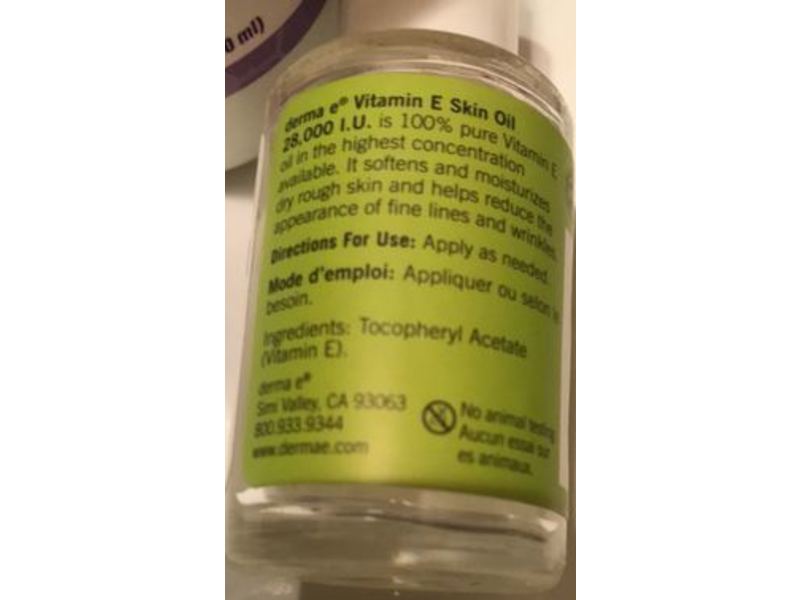 0 ml)
derma e® Vitamin E Skin Oil
28,000 I.U. is 100% pure Vitamin E
oil in the highest concentration
available. It softens and moisturizes
dry rough skin and helps reduce the
appearance of fine lines and wrinkles.
Directions For Use: Apply as needed.
Mode d'emploi: Appliquer ou selon le
besoin.
Ingredients: Tocopheryl Acetate
(Vitamin E).
derma e®
Simi Valley, CA 93063
800.933.9344
www.dermae.com
No animal testing
Aucun essai sur
es animaux.